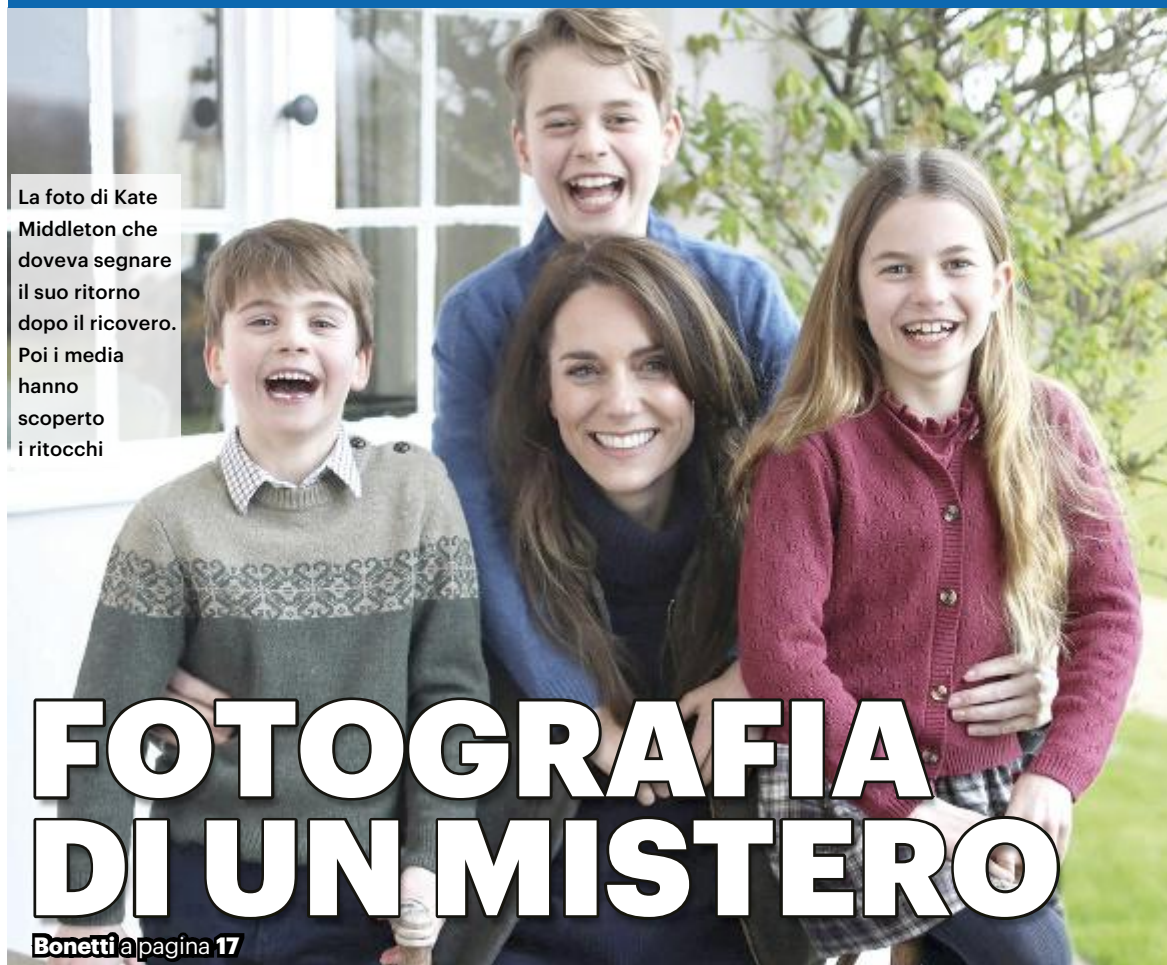 La foto di Kate
Middleton che
doveva segnare
il suo ritorno
dopo il ricovero.
Poi i media
hanno
scoperto
i ritocchi
FOTOGRAFIA
DI UN MISTERO
Bonetti a pagina 17